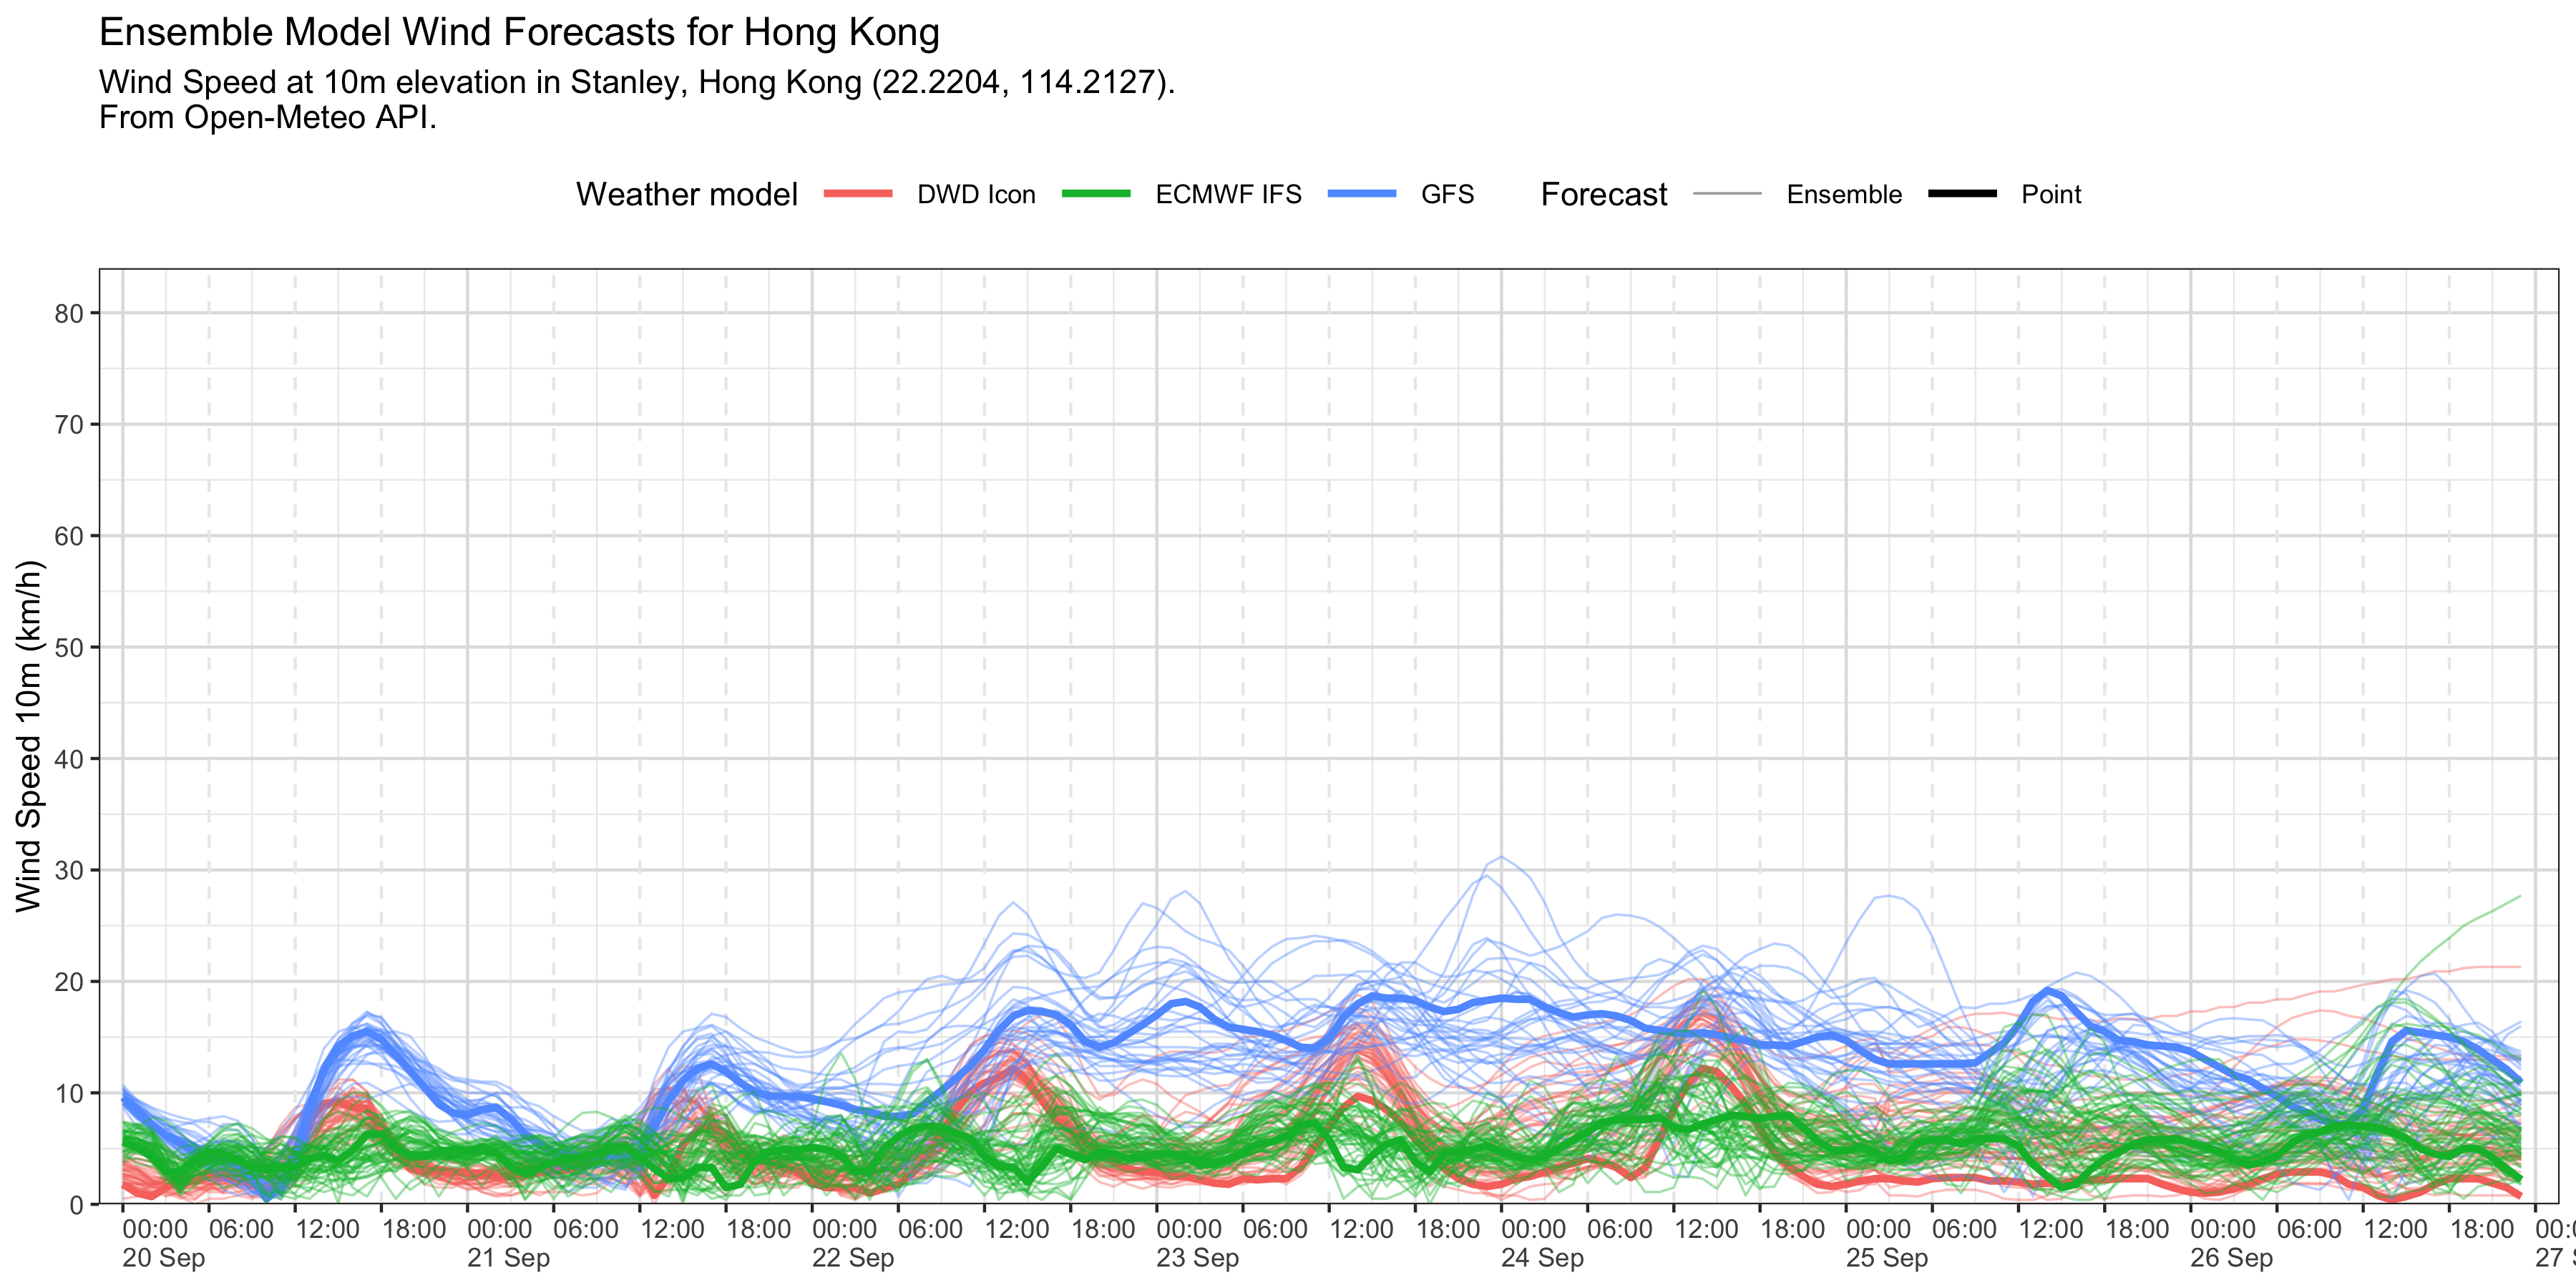 Ensemble Model Wind Forecasts for Hong Kong
Wind Speed at 10m elevation in Stanley, Hong Kong (22.2204, 114.2127).
From Open-Meteo API.
Weather model DWD Icon ECMWF IFS GFS Forecast Ensemble Point
Wind Speed 10m (km/h)
80
70
60
50
40
30
20
10
0
00:00 06:00 12:00 18:00 00:00 06:00 12:00 18:00 00:00 06:00 12:00 18:00 00:00 06:00 12:00 18:00 00:00 06:00 12:00 18:00 00:00 06:00 12:00 18:00 00:00 06:00 12:00 18:00 00:0
20 Sep 21 Sep 22 Sep 23 Sep 24 Sep 25 Sep 26 Sep 27 S